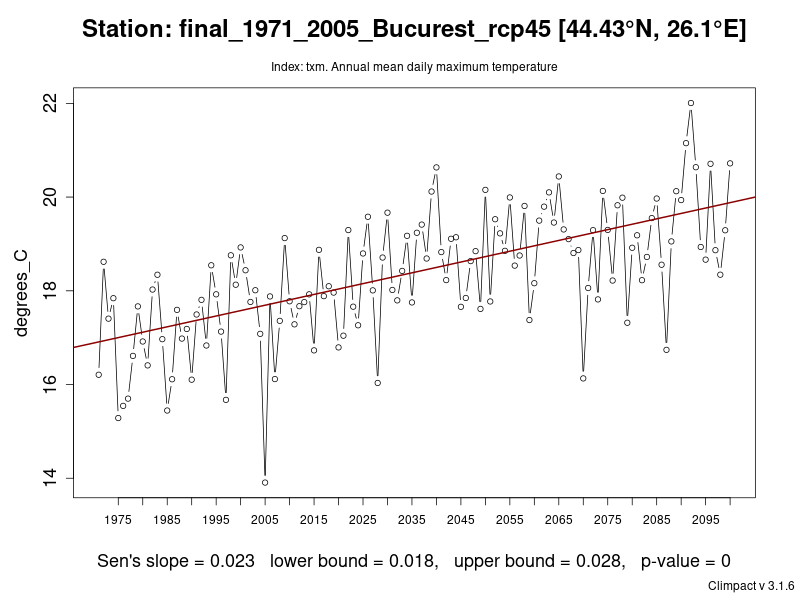 Station: final_1971_2005_Bucurest_rcp45 [44.43°N, 26.1°E]
Index: txm. Annual mean daily maximum temperature
degrees_C
22
20
18
16
14
1975 1985 1995 2005 2015 2025 2035 2045 2055 2065 2075 2085 2095
Sen's slope = 0.023 lower bound = 0.018, upper bound = 0.028, p-value = 0
Climpact v 3.1.6